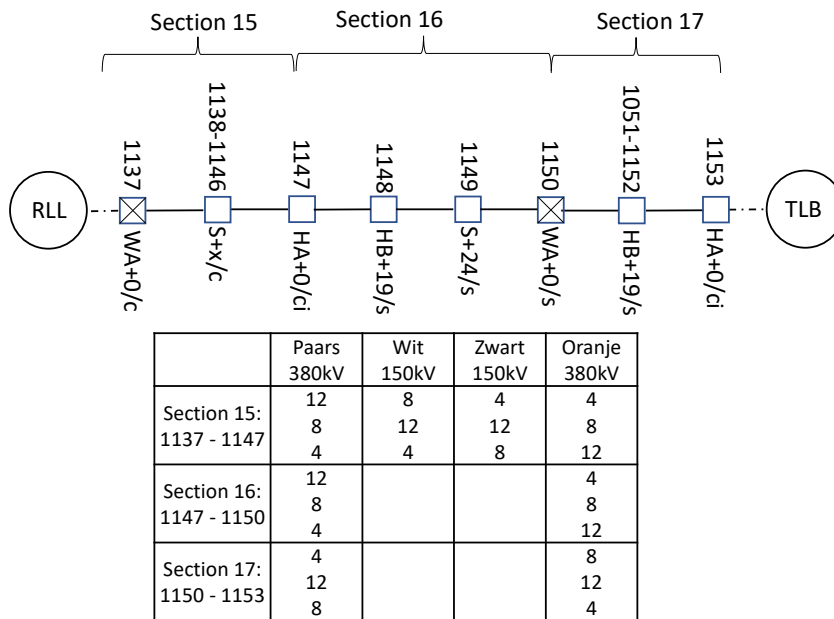 Section 15
Section 16
Section 17
1137
1138-1146
1147
1148
1149
1150
1051-1152
1153
RLL
TLB
WA+0/c
S+x/c
HA+0/ci
HB+19/s
S+24/s
WA+0/s
HB+19/s
HA+0/ci
Paars Wit Zwart Oranje
380kV 150kV 150kV 380kV
Section 15:
1137 - 1147
12 8 4 4
8 12 12 8
4 4 8 12
Section 16:
1147 - 1150
12 4
8 8
4 12
Section 17:
1150 - 1153
4 8
12 12
8 4